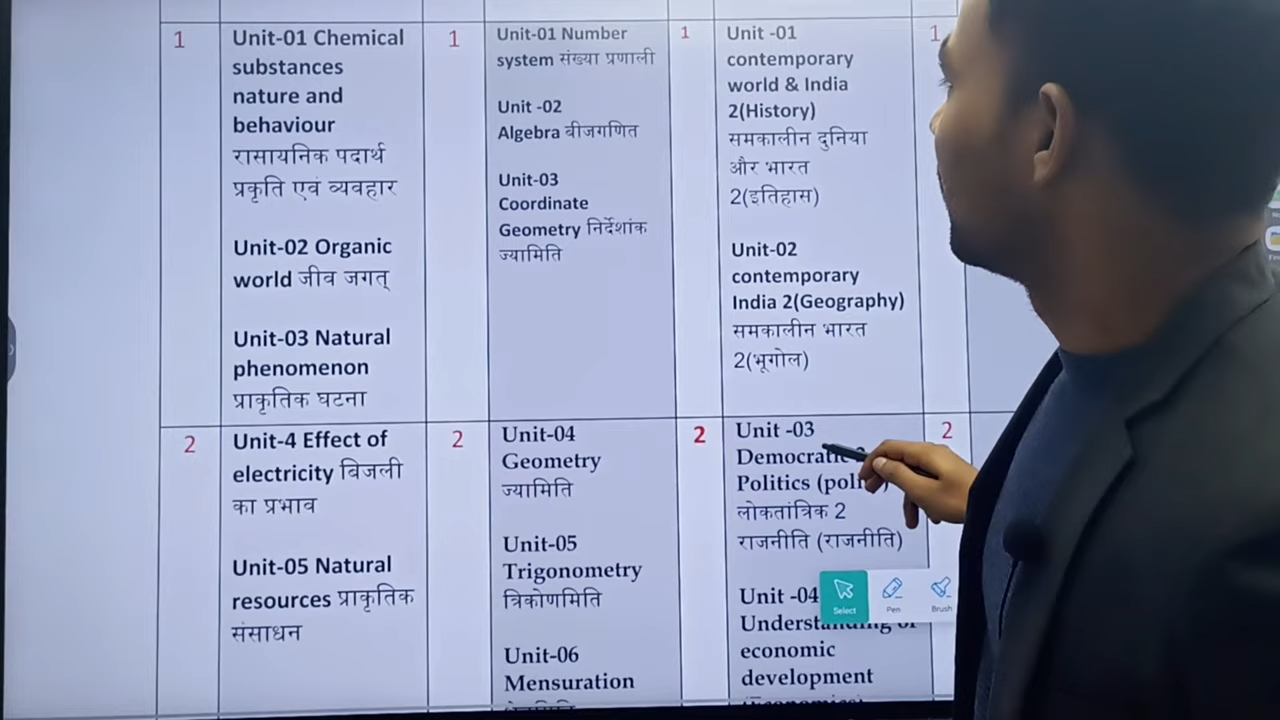 1
Unit-01 Chemical
substances
nature and
behaviour
रासायनिक पदार्थ
प्रकृति एवं व्यवहार
Unit-02 Organic
world जीव जगत्
Unit-03 Natural
phenomenon
प्राकृतिक घटना
1
Unit-01 Number
system संख्या प्रणाली
Unit -02
Algebra बीजगणित
Unit-03
Coordinate
Geometry निर्देशांक
ज्यामिति
1
Unit -01
contemporary
world & India
2(History)
समकालीन दुनिया
और भारत
2(इतिहास)
Unit-02
contemporary
India 2(Geography)
समकालीन भारत
2(भूगोल)
1
2
Unit-4 Effect of
electricity बिजली
का प्रभाव
Unit-05 Natural
resources प्राकृतिक
संसाधन
2
Unit-04
Geometry
ज्यामिति
Unit-05
Trigonometry
त्रिकोणमिति
Unit-06
Mensuration
2
Unit -03
Democratic
Politics
लोकतांत्रिक 2
राजनीति (राजनीति)
Unit -04
Understanding of
economic
development
2
Select
Pen
Brush